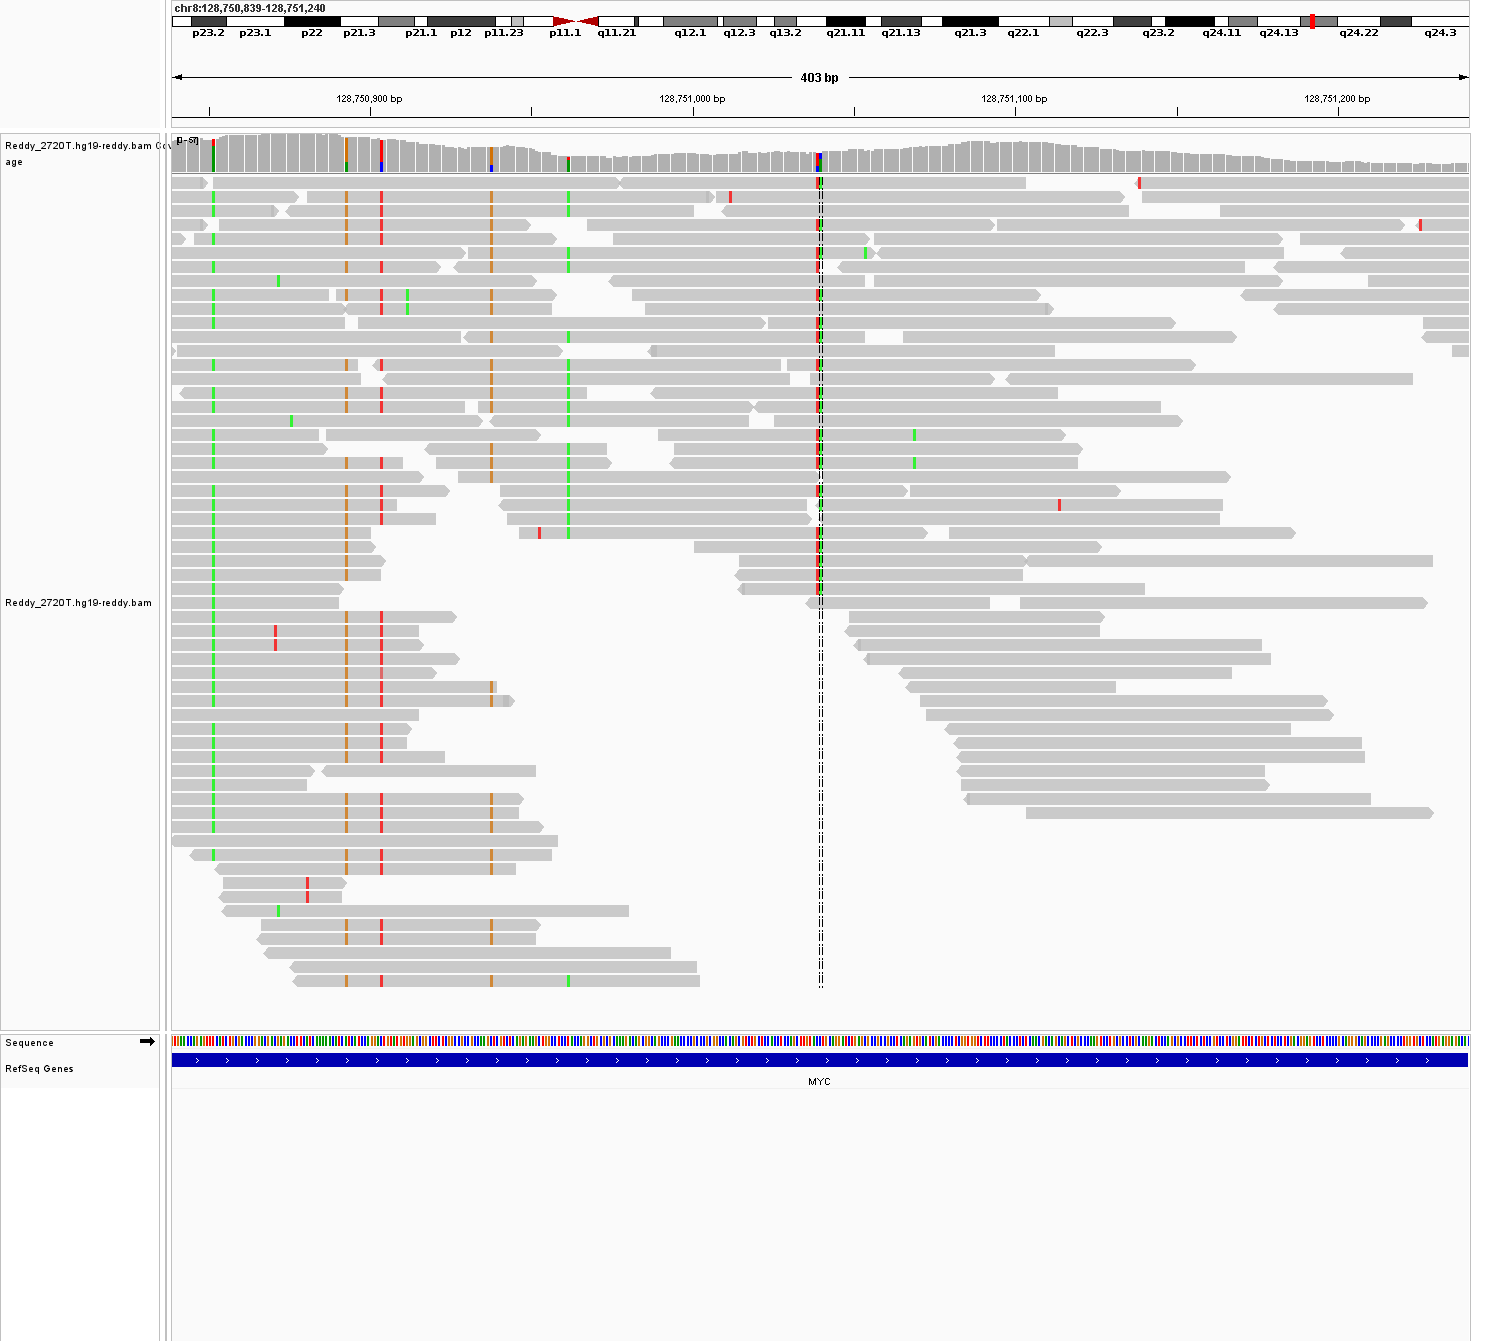 chr8:128,750,839-128,751,240
p23.2 p23.1 p22 p21.3 p21.1 p12 p11.23 p11.1 q11.21 q12.1 q12.3 q13.2 q21.11 q21.13 q21.3 q22.1 q22.3 q23.2 q24.11 q24.13 q24.22 q24.3
403 bp
128,750,900 bp 128,751,000 bp 128,751,100 bp 128,751,200 bp
[0-57]
Reddy_2720T.hg19-reddy.bam Cov
age
Reddy_2720T.hg19-reddy.bam
Sequence
RefSeq Genes
MYC